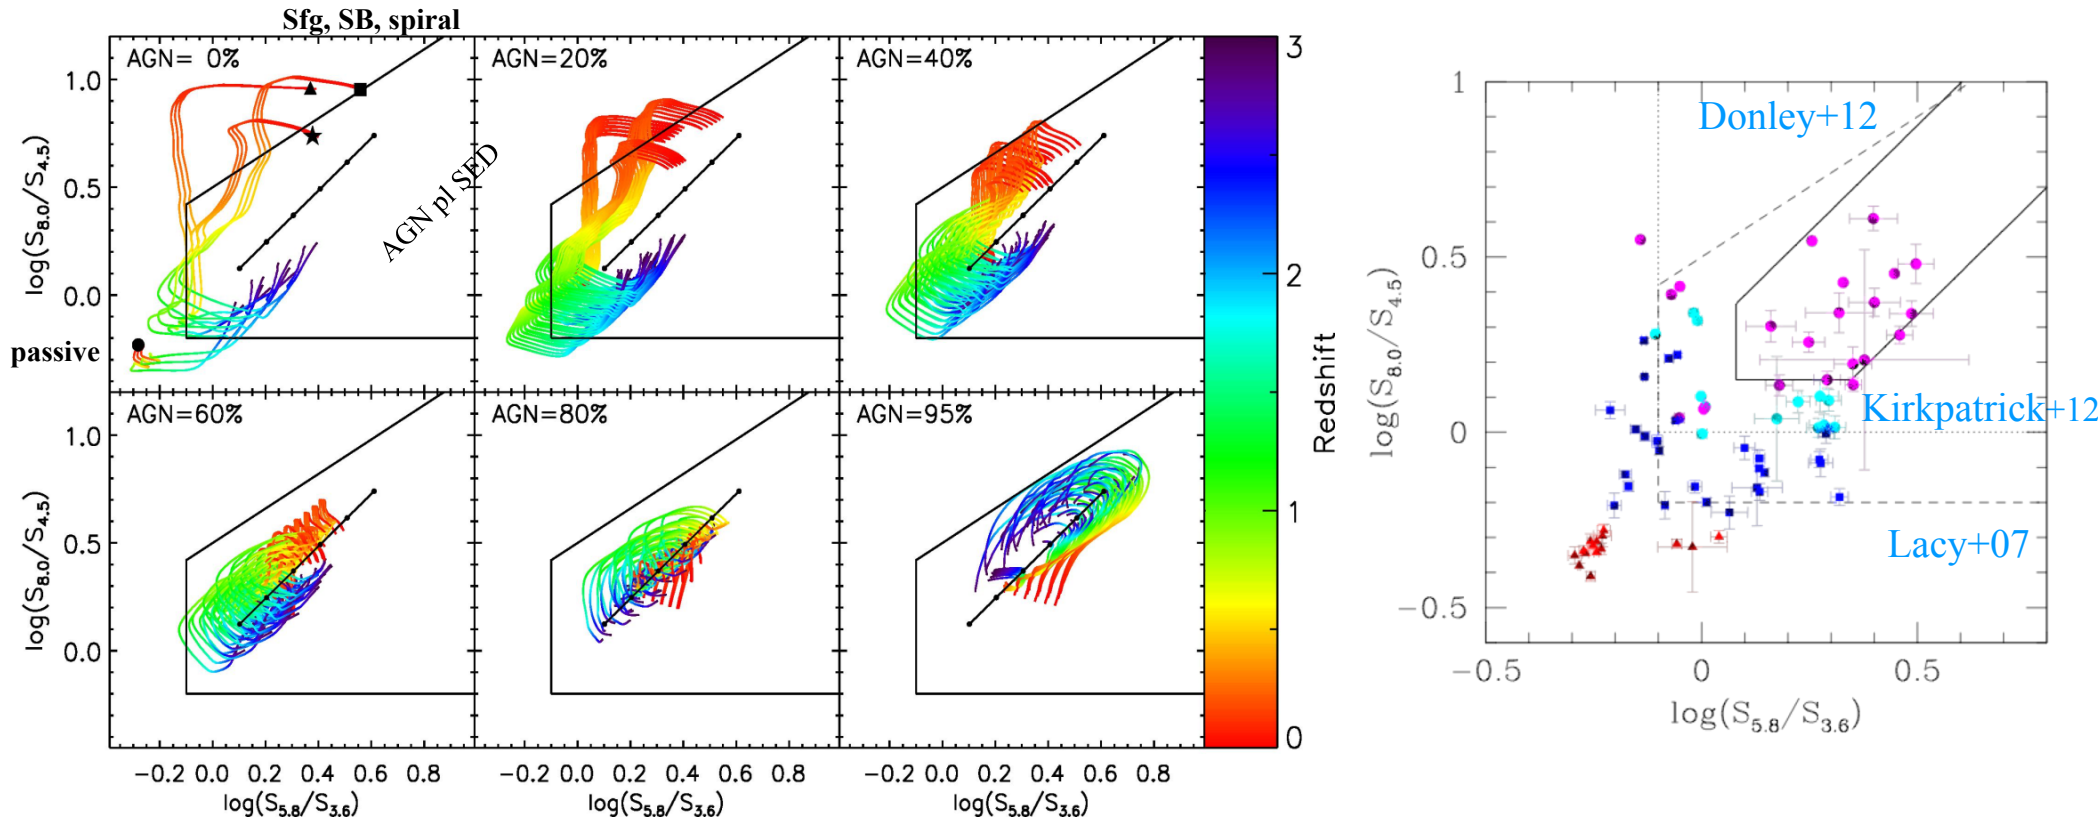 Sfg, SB, spiral
AGN= 0%
AGN=20%
AGN=40%
1.0
0.5
0.0
log(S8.0/S4.5)
AGN pl SED
passive
AGN=60%
AGN=80%
AGN=95%
1.0
0.5
0.0
log(S8.0/S4.5)
−0.2 0.0 0.2 0.4 0.6 0.8
−0.2 0.0 0.2 0.4 0.6 0.8
−0.2 0.0 0.2 0.4 0.6 0.8
log(S5.8/S3.6)
log(S5.8/S3.6)
log(S5.8/S3.6)
3
2
1
0
Redshift
1
0.5
0
−0.5
log(S8.0/S4.5)
Donley+12
Kirkpatrick+12
Lacy+07
−0.5 0 0.5
log(S5.8/S3.6)